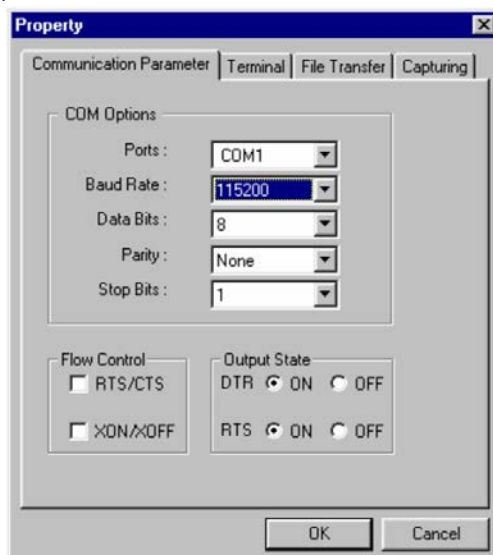 Property
Communication Parameter Terminal File Transfer Capturing
COM Options
Ports : COM1
Baud Rate : 115200
Data Bits : 8
Parity : None
Stop Bits : 1
Flow Control
RTS/CTS
XON/XOFF
Output State
DTR ON OFF
RTS ON OFF
OK Cancel